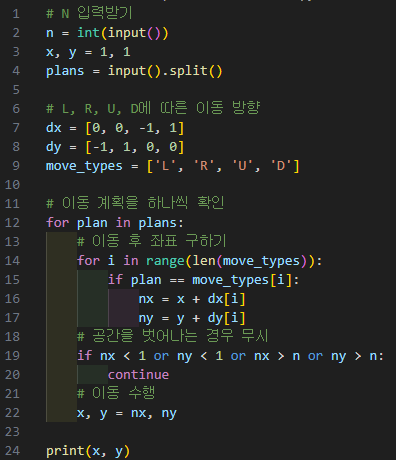 1 # N 입력받기
2 n = int(input())
3 x, y = 1, 1
4 plans = input().split()
5
6 # L, R, U, D에 따른 이동 방향
7 dx = [0, 0, -1, 1]
8 dy = [-1, 1, 0, 0]
9 move_types = ['L', 'R', 'U', 'D']
10
11 # 이동 계획을 하나씩 확인
12 for plan in plans:
13     # 이동 후 좌표 구하기
14     for i in range(len(move_types)):
15         if plan == move_types[i]:
16             nx = x + dx[i]
17             ny = y + dy[i]
18     # 공간을 벗어나는 경우 무시
19     if nx < 1 or ny < 1 or nx > n or ny > n:
20         continue
21     # 이동 수행
22     x, y = nx, ny
23
24 print(x, y)